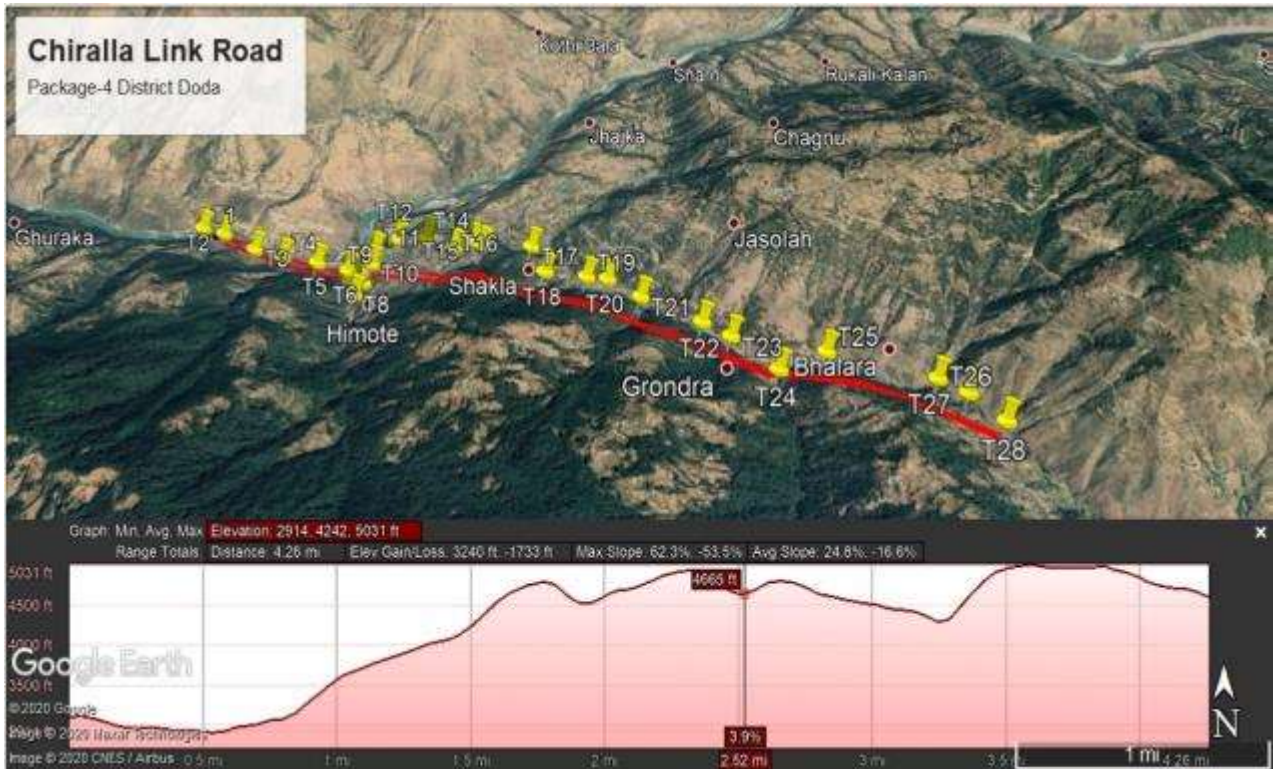 Chiralla Link Road
Package-4 District Doda
Kothi Bara
Shain
Rukali Kalan
Jhajka
Chagnu
Ghuraka
Jasolah
T1
T2
T3
T4
T5
T6
T8
T9
T10
T12
T14
T16
Shakla
Himote
T17
T18
T19
T20
T21
T22
T23
T24
Grondra
T25
Bhalara
T26
T27
T28
Graph: Min, Avg, Max Elevation: 2914, 4242, 5031 ft
Range Totals: Distance: 4.26 mi Elev Gain/Loss: 3240 ft, -1733 ft Max Slope: 62.3%, -53.5% Avg Slope: 24.8%, -16.6%
5031 ft
4665 ft
4500 ft
4000 ft
Google Earth
3500 ft
© 2020 Google
Image © 2020 Maxar Technologies
3.9%
N
Image © 2020 CNES / Airbus 0.5 mi 1 mi 1.5 mi 2 mi 2.52 mi 3 mi 3.5 mi 1 mi 4.26 mi